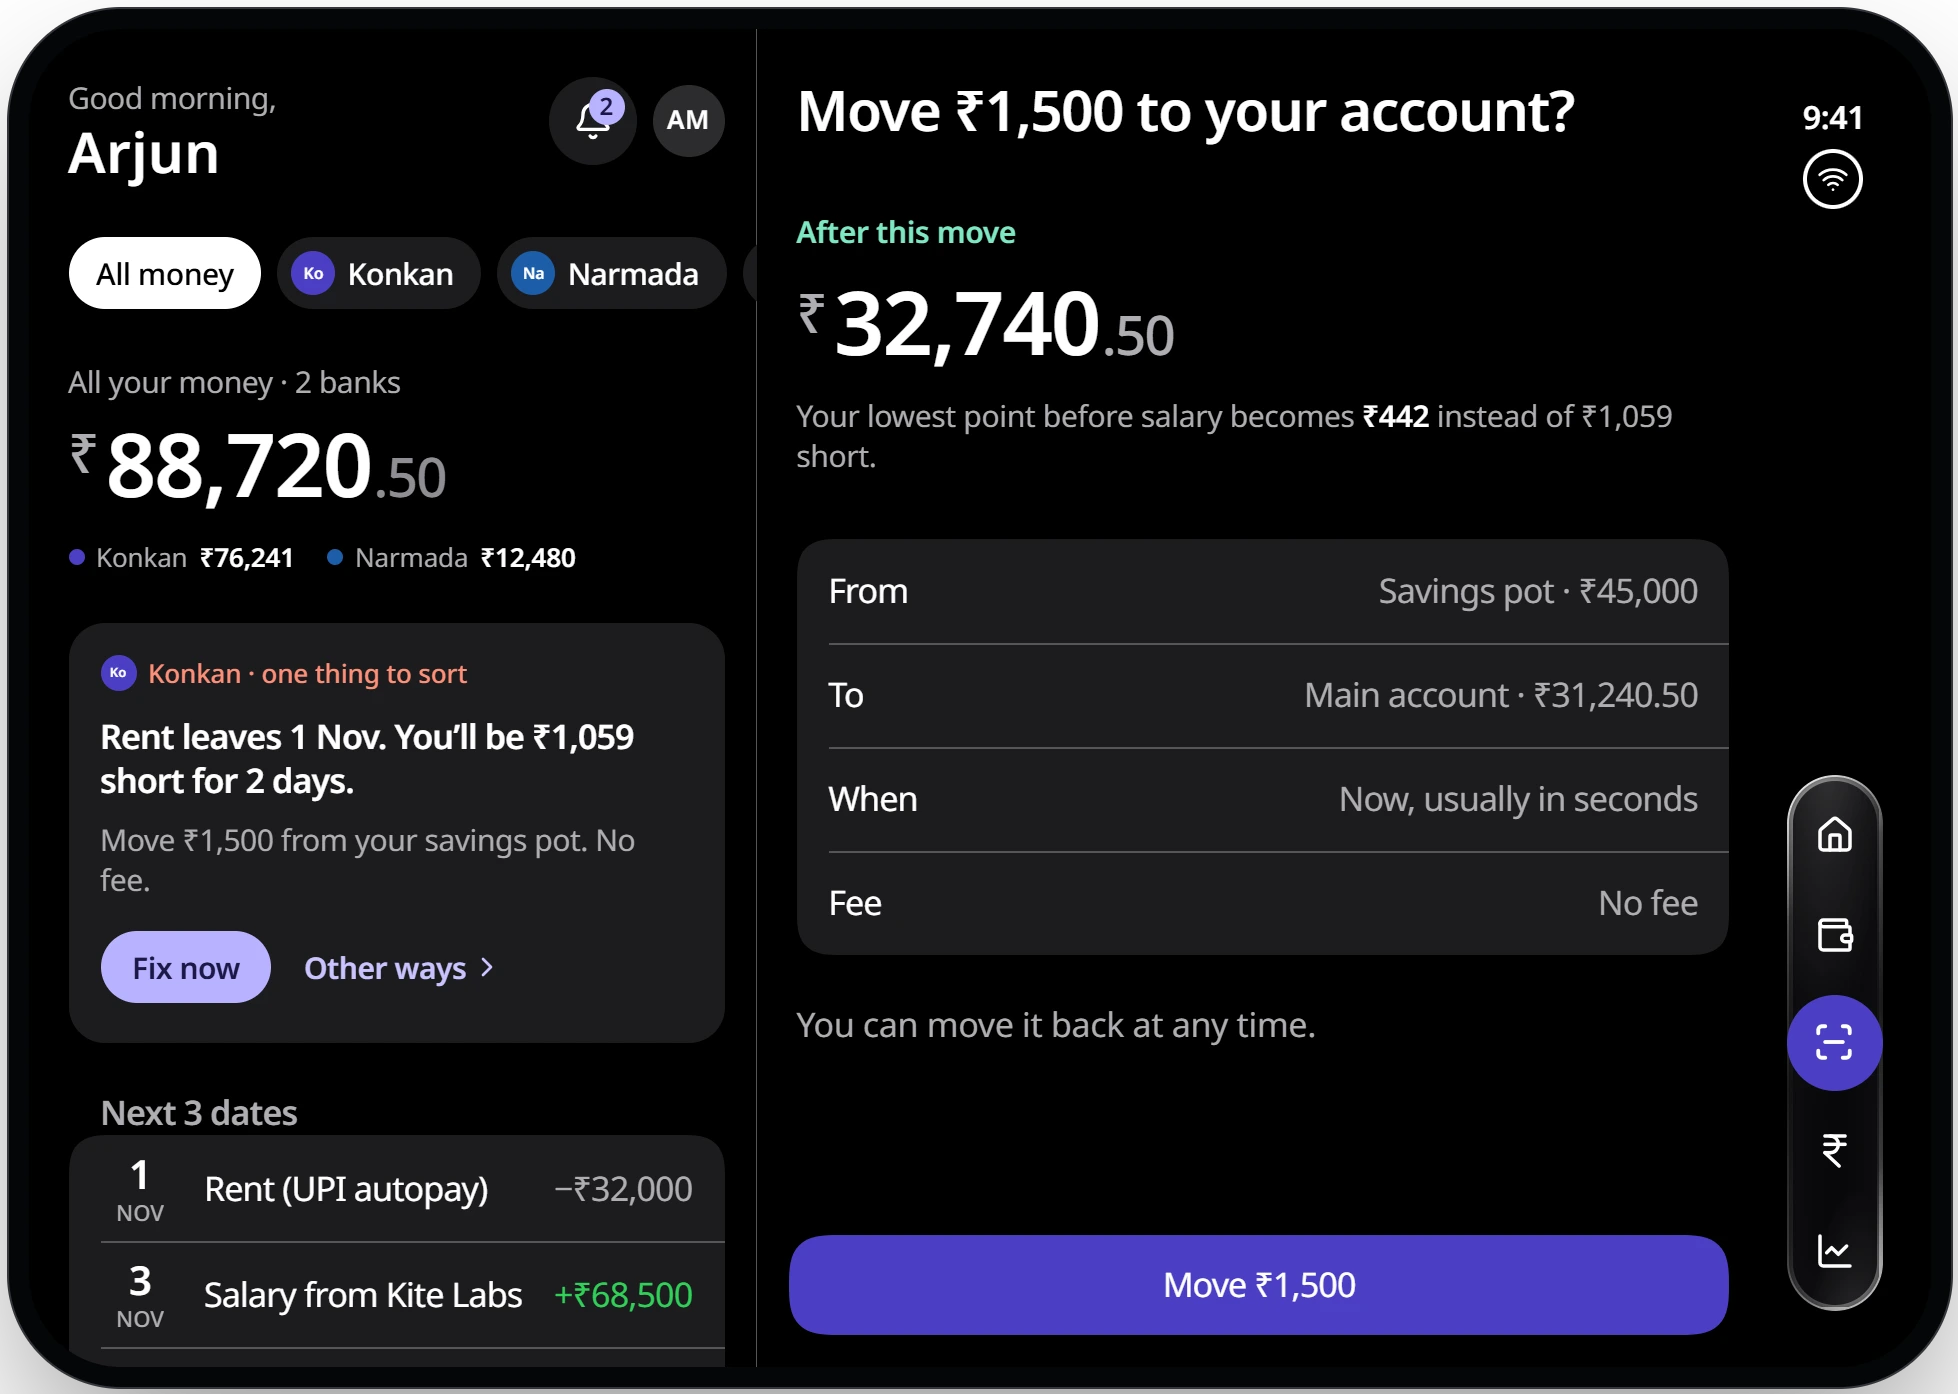 Good morning,
Arjun
2
AM
All money
Ko Konkan
Na Narmada
All your money · 2 banks
₹88,720.50
Konkan ₹76,241 Narmada ₹12,480
Ko Konkan · one thing to sort
Rent leaves 1 Nov. You’ll be ₹1,059
short for 2 days.
Move ₹1,500 from your savings pot. No
fee.
Fix now Other ways
Next 3 dates
1 NOV Rent (UPI autopay) −₹32,000
3 NOV Salary from Kite Labs +₹68,500
Move ₹1,500 to your account?
After this move
₹32,740.50
Your lowest point before salary becomes ₹442 instead of ₹1,059
short.
From Savings pot · ₹45,000
To Main account · ₹31,240.50
When Now, usually in seconds
Fee No fee
You can move it back at any time.
Move ₹1,500
9:41
₹